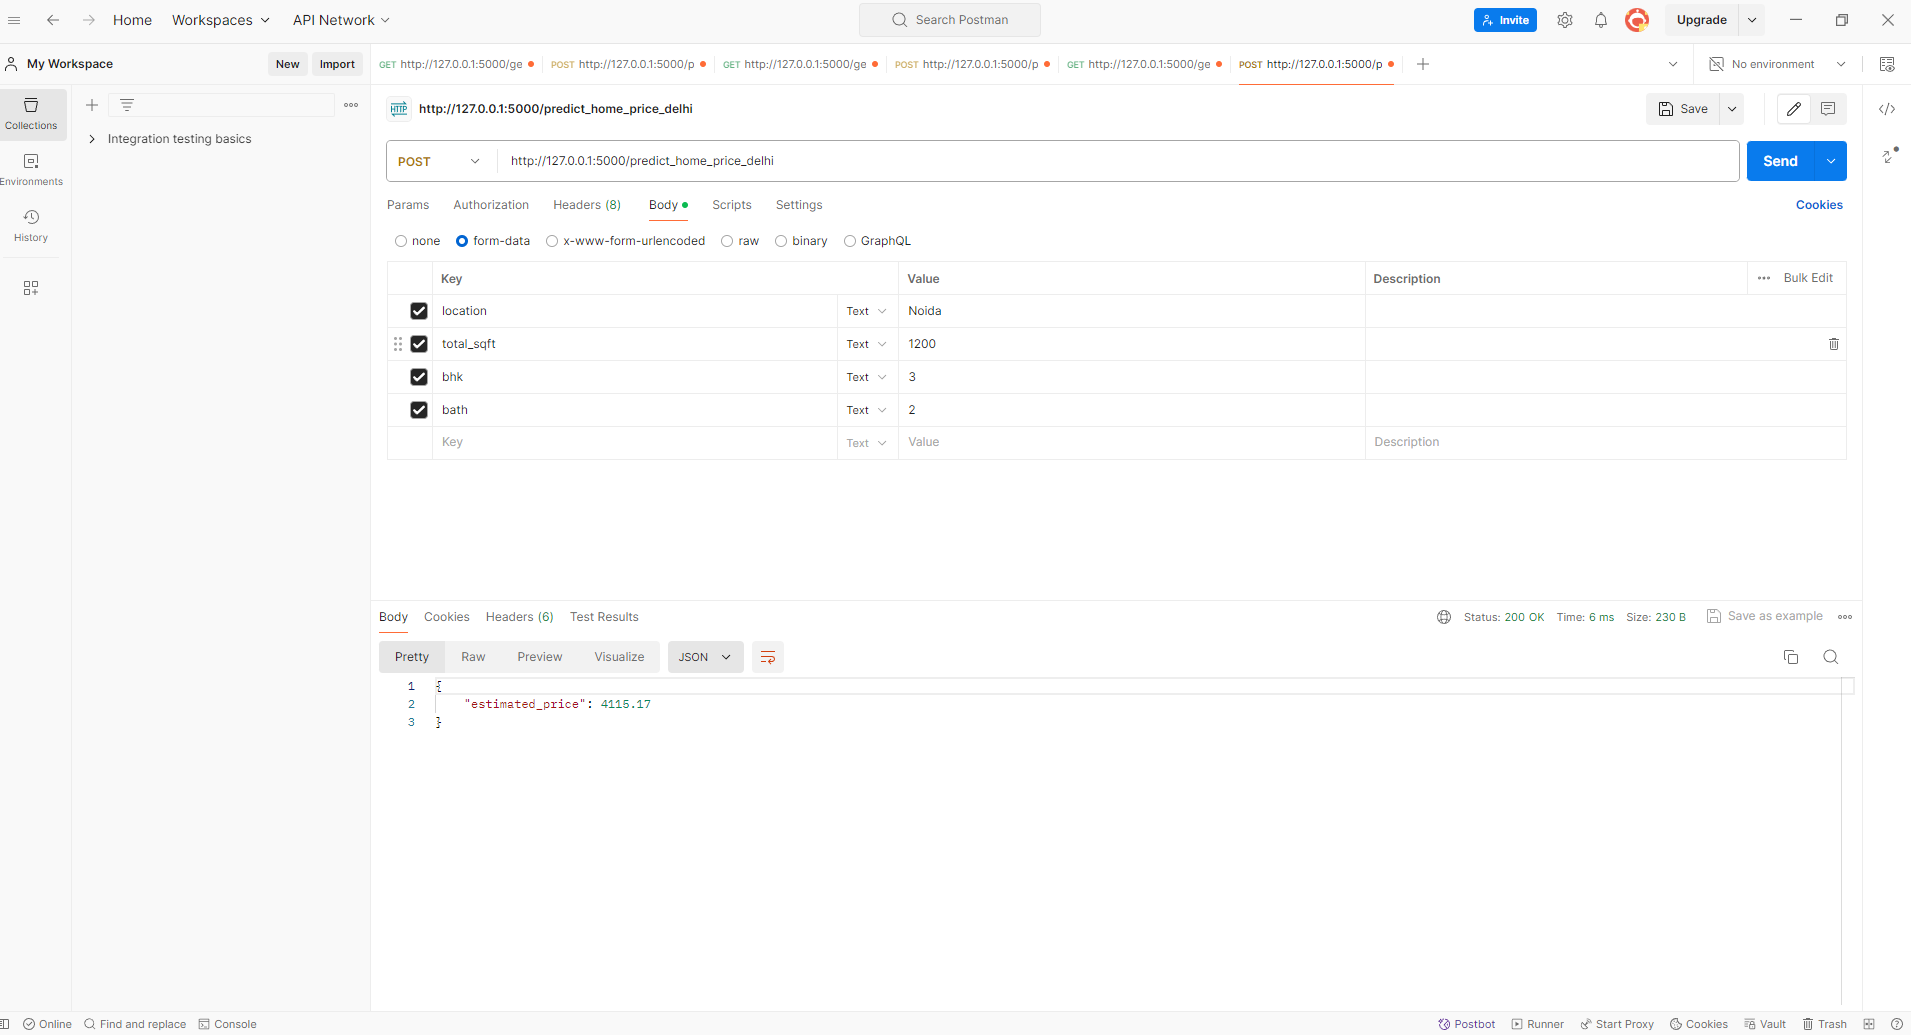 Home Workspaces API Network Search Postman Invite Upgrade
My Workspace New Import GET http://127.0.0.1:5000/ge POST http://127.0.0.1:5000/p GET http://127.0.0.1:5000/ge POST http://127.0.0.1:5000/p GET http://127.0.0.1:5000/ge POST http://127.0.0.1:5000/p No environment
Collections
Environments
History
Integration testing basics
HTTP http://127.0.0.1:5000/predict_home_price_delhi Save
POST http://127.0.0.1:5000/predict_home_price_delhi Send
Params Authorization Headers (8) Body Scripts Settings Cookies
none form-data x-www-form-urlencoded raw binary GraphQL
Key Value Description Bulk Edit
location Text Noida
total_sqft Text 1200
bhk Text 3
bath Text 2
Key Text Value Description
Body Cookies Headers (6) Test Results Status: 200 OK Time: 6 ms Size: 230 B Save as example
Pretty Raw Preview Visualize JSON
1 {
2 "estimated_price": 4115.17
3 }
Online Find and replace Console Postbot Runner Start Proxy Cookies Vault Trash